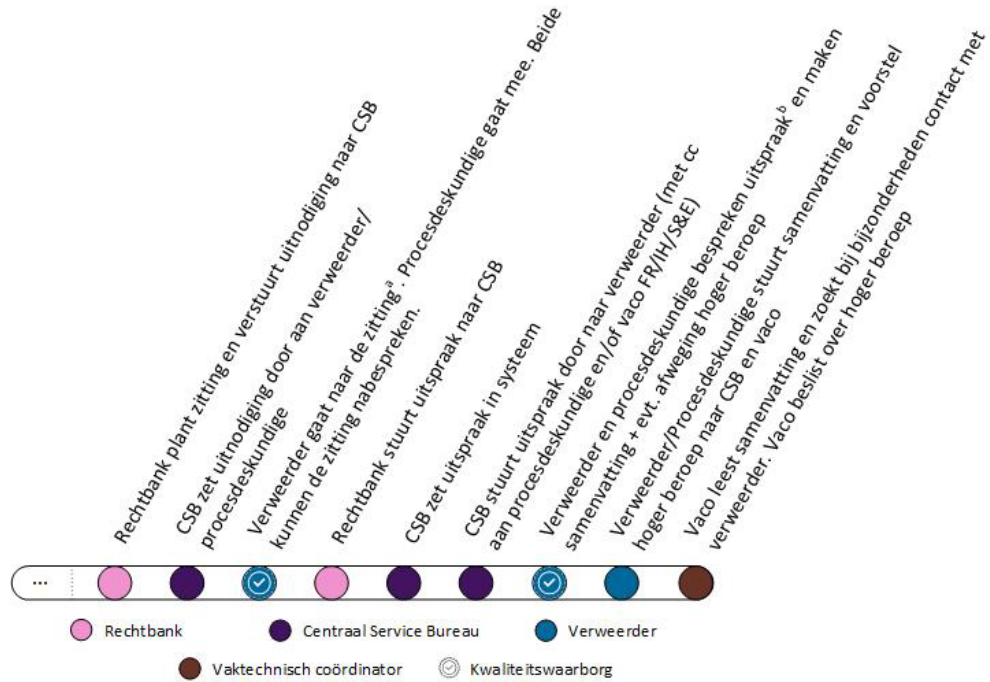 Rechtbank plant zitting en verstuurt uitnodiging naar CSB
CSB zet uitnodiging door aan verweerder/
procesdeskundige
Verweerder gaat naar de zittingᵃ. Procesdeskundige gaat mee. Beide
kunnen de zitting nabespreken.
Rechtbank stuurt uitspraak naar CSB
CSB zet uitspraak in systeem
CSB stuurt uitspraak door naar verweerder (met cc
aan procesdeskundige en/of vaco FR/IH/S&E)
Verweerder en procesdeskundige bespreken uitspraakᵇ en maken
samenvatting + evt. afweging hoger beroep
Verweerder/Procesdeskundige stuurt samenvatting en voorstel
hoger beroep naar CSB en vaco
Vaco leest samenvatting en zoekt bij bijzonderheden contact met
verweerder. Vaco beslist over hoger beroep
...
Rechtbank
Centraal Service Bureau
Verweerder
Vaktechnisch coördinator
Kwaliteitswaarborg